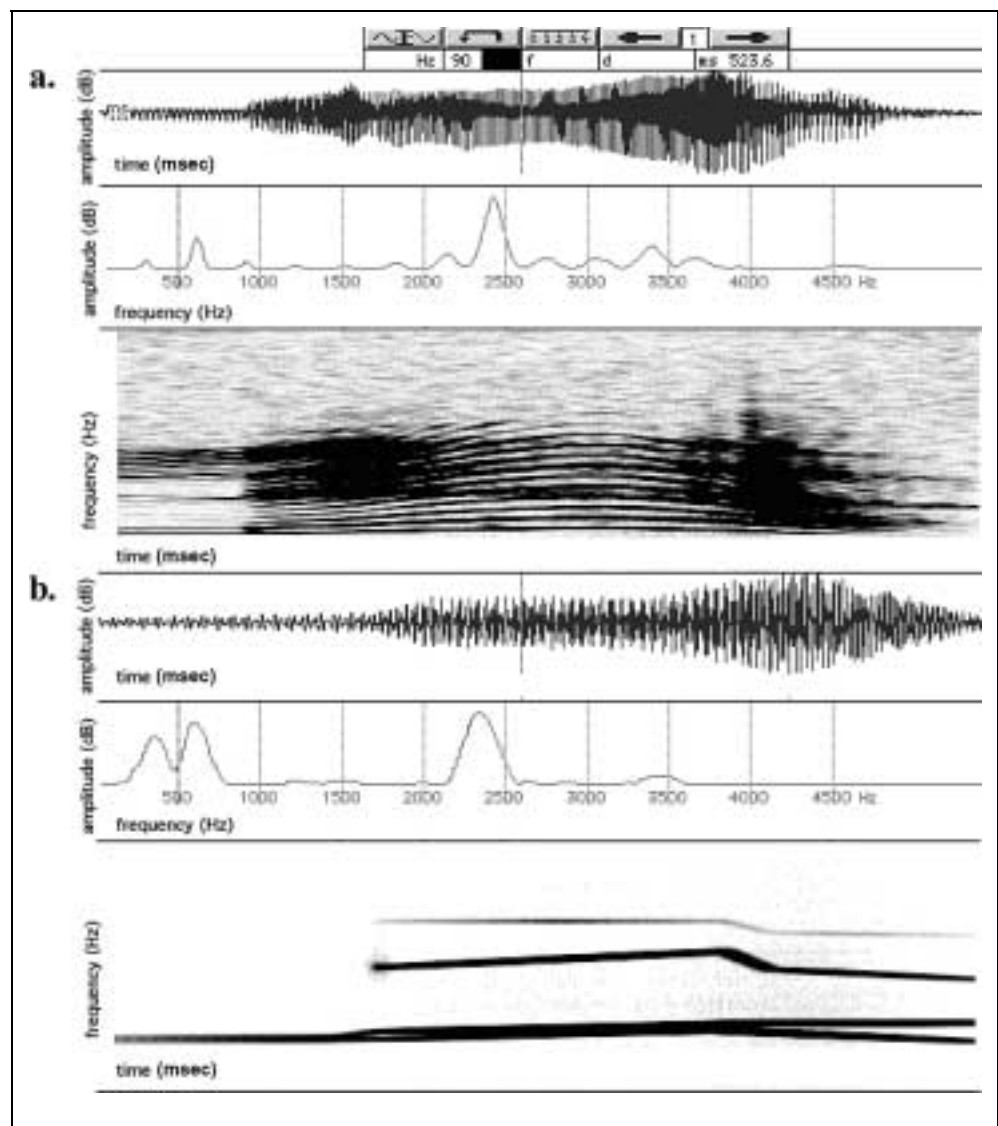 Hz 90 f d ms 523.6
a.
amplitude (dB)
ms
time (msec)
amplitude (dB)
500 1000 1500 2000 2500 3000 3500 4000 4500 Hz
frequency (Hz)
frequency (Hz)
time (msec)
b.
amplitude (dB)
time (msec)
amplitude (dB)
500 1000 1500 2000 2500 3000 3500 4000 4500 Hz
frequency (Hz)
frequency (Hz)
time (msec)